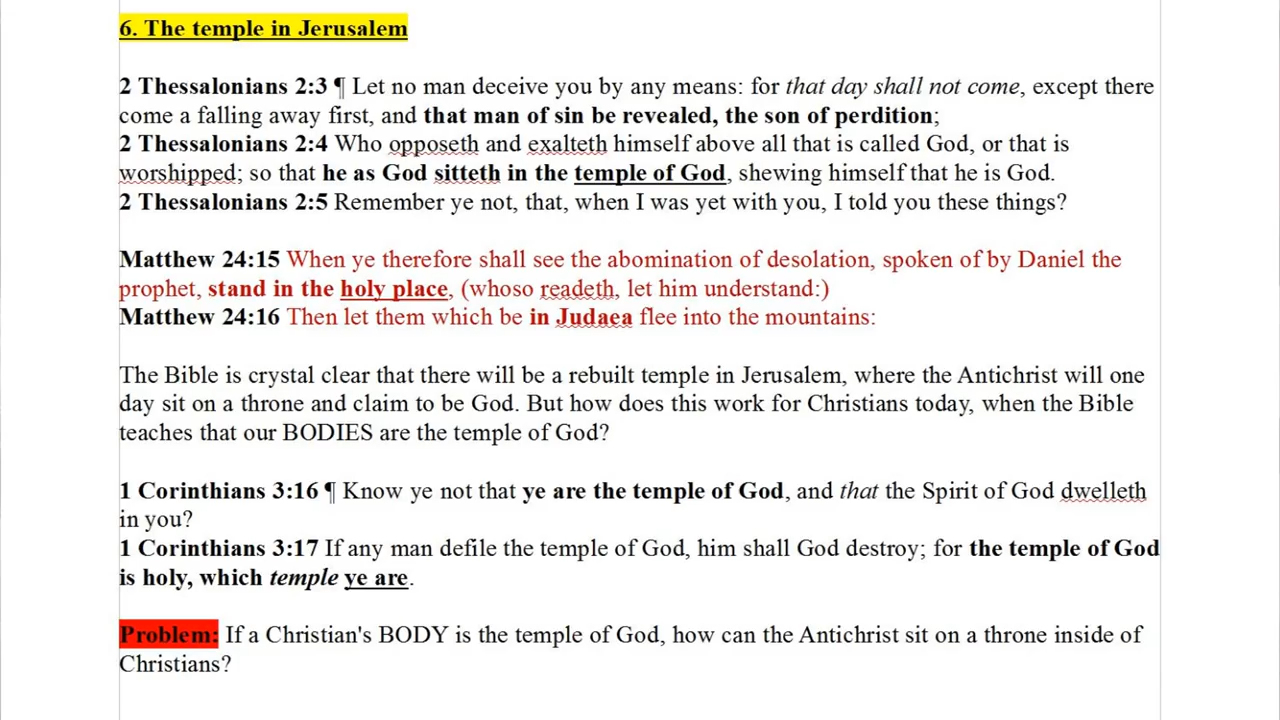 6. The temple in Jerusalem
2 Thessalonians 2:3 ¶ Let no man deceive you by any means: for that day shall not come, except there
come a falling away first, and that man of sin be revealed, the son of perdition;
2 Thessalonians 2:4 Who opposeth and exalteth himself above all that is called God, or that is
worshipped; so that he as God sitteth in the temple of God, shewing himself that he is God.
2 Thessalonians 2:5 Remember ye not, that, when I was yet with you, I told you these things?
Matthew 24:15 When ye therefore shall see the abomination of desolation, spoken of by Daniel the
prophet, stand in the holy place, (whoso readeth, let him understand:)
Matthew 24:16 Then let them which be in Judaea flee into the mountains:
The Bible is crystal clear that there will be a rebuilt temple in Jerusalem, where the Antichrist will one
day sit on a throne and claim to be God. But how does this work for Christians today, when the Bible
teaches that our BODIES are the temple of God?
1 Corinthians 3:16 ¶ Know ye not that ye are the temple of God, and that the Spirit of God dwelleth
in you?
1 Corinthians 3:17 If any man defile the temple of God, him shall God destroy; for the temple of God
is holy, which temple ye are.
Problem: If a Christian's BODY is the temple of God, how can the Antichrist sit on a throne inside of
Christians?